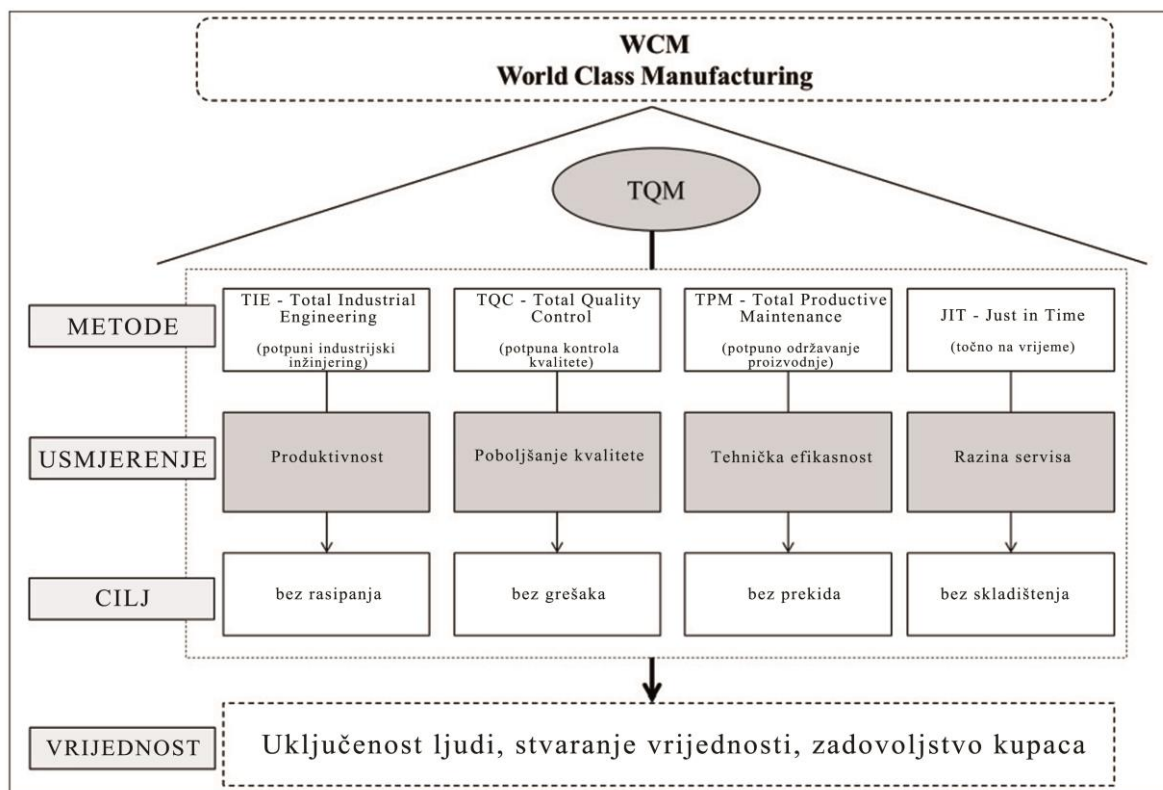 WCM
World Class Manufacturing
TQM
METODE
TIE - Total Industrial
Engineering
(potpuni industrijski
inžinjering)
TQC - Total Quality
Control
(potpuna kontrola
kvalitete)
TPM - Total Productive
Maintenance
(potpuno održavanje
proizvodnje)
JIT - Just in Time
(točno na vrijeme)
USMJERENJE
Produktivnost
Poboljšanje kvalitete
Tehnička efikasnost
Razina servisa
CILJ
bez rasipanja
bez grešaka
bez prekida
bez skladištenja
VRIJEDNOST
Uključenost ljudi, stvaranje vrijednosti, zadovoljstvo kupaca